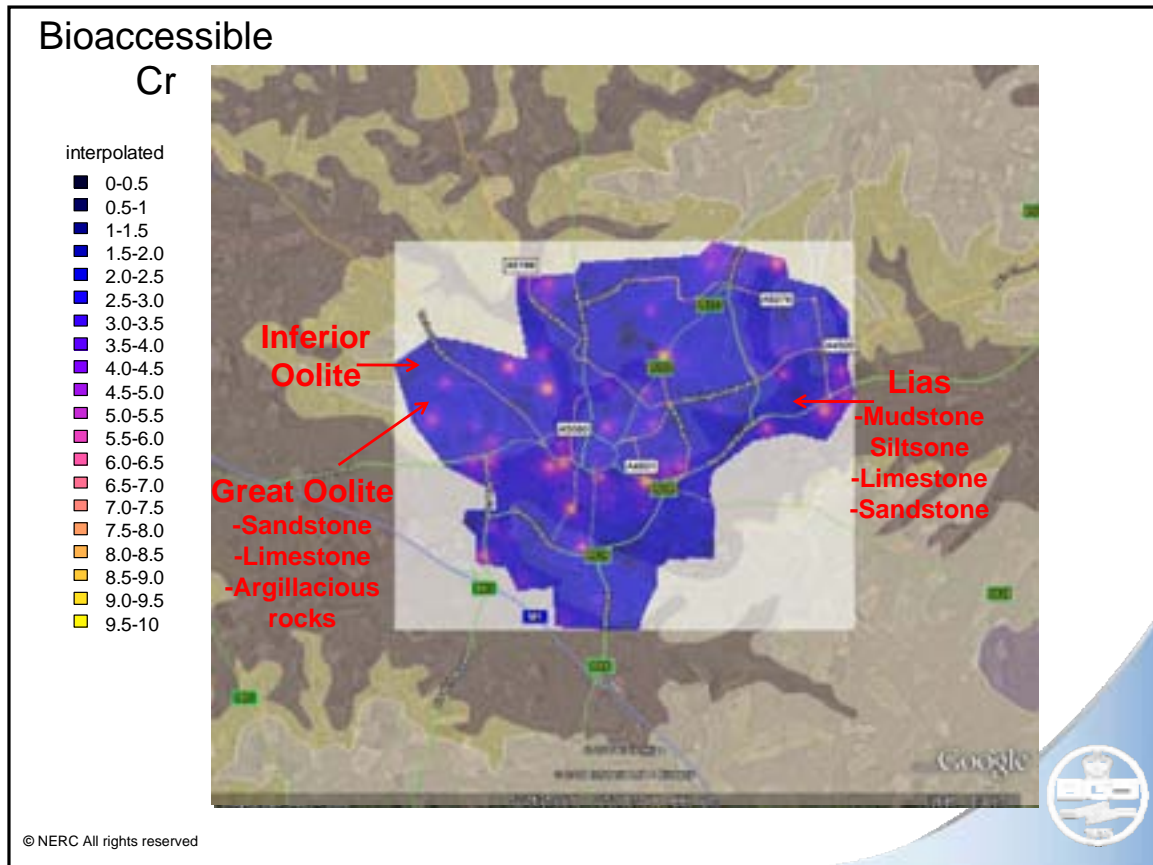 Bioaccessible
Cr
interpolated
0-0.5
0.5-1
1-1.5
1.5-2.0
2.0-2.5
2.5-3.0
3.0-3.5
3.5-4.0
4.0-4.5
4.5-5.0
5.0-5.5
5.5-6.0
6.0-6.5
6.5-7.0
7.0-7.5
7.5-8.0
8.0-8.5
8.5-9.0
9.0-9.5
9.5-10
Inferior
Oolite
Great Oolite
-Sandstone
-Limestone
-Argillacious
rocks
Lias
-Mudstone
Siltsone
-Limestone
-Sandstone
Google
© NERC All rights reserved